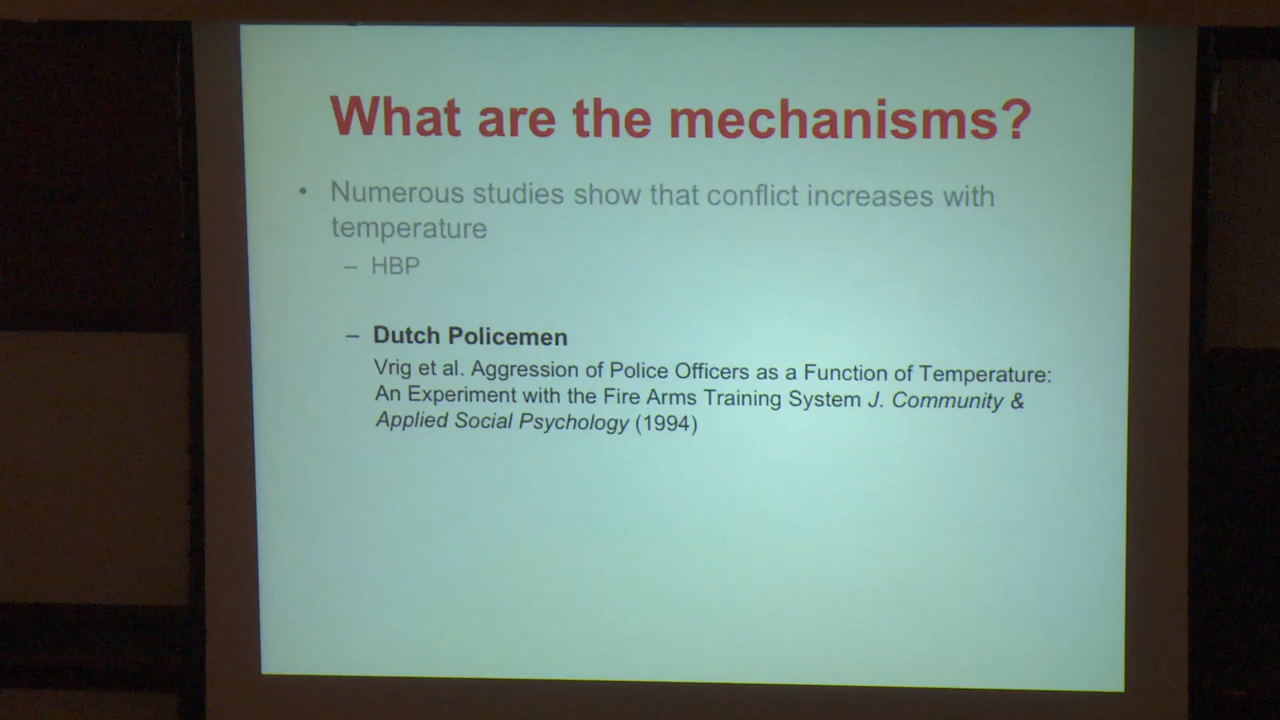 What are the mechanisms?
• Numerous studies show that conflict increases with
temperature
– HBP
– Dutch Policemen
Vrig et al. Aggression of Police Officers as a Function of Temperature:
An Experiment with the Fire Arms Training System J. Community &
Applied Social Psychology (1994)